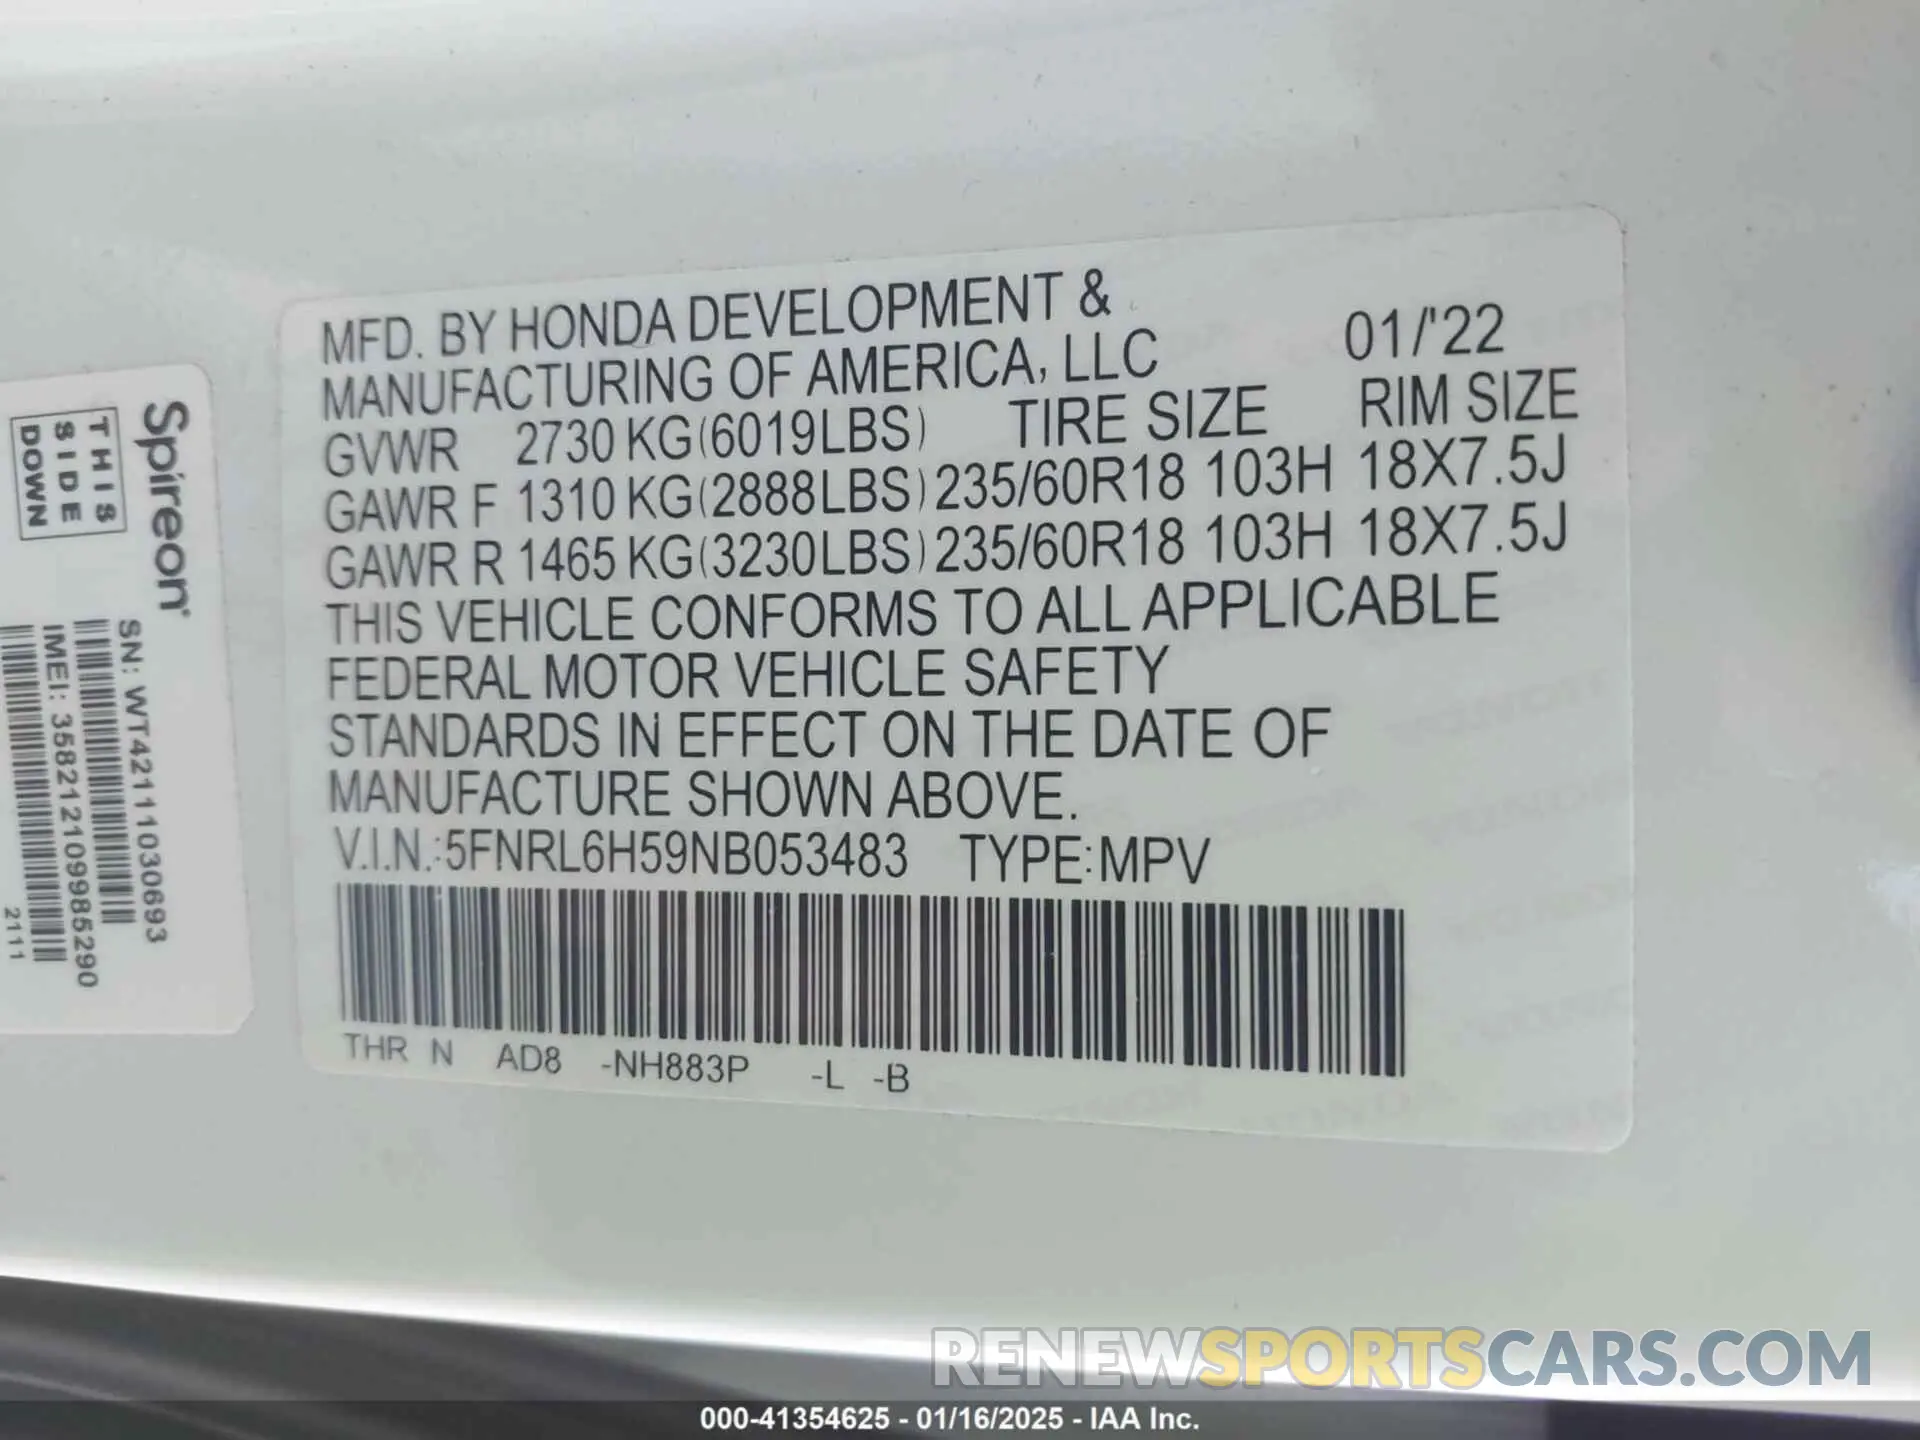 MFD. BY HONDA DEVELOPMENT &
MANUFACTURING OF AMERICA, LLC 01/'22
GVWR 2730 KG(6019LBS) TIRE SIZE RIM SIZE
GAWR F 1310 KG(2888LBS) 235/60R18 103H 18X7.5J
GAWR R 1465 KG(3230LBS) 235/60R18 103H 18X7.5J
THIS VEHICLE CONFORMS TO ALL APPLICABLE
FEDERAL MOTOR VEHICLE SAFETY
STANDARDS IN EFFECT ON THE DATE OF
MANUFACTURE SHOWN ABOVE.
V.I.N.:5FNRL6H59NB053483 TYPE:MPV
THR N AD8 -NH883P -L -B
Spireon
THIS
SIDE
DOWN
SN: WT42111030693
IMEI: 358212109985290
2111
RENEWSPORTSCARS.COM
000-41354625 - 01/16/2025 - IAA Inc.